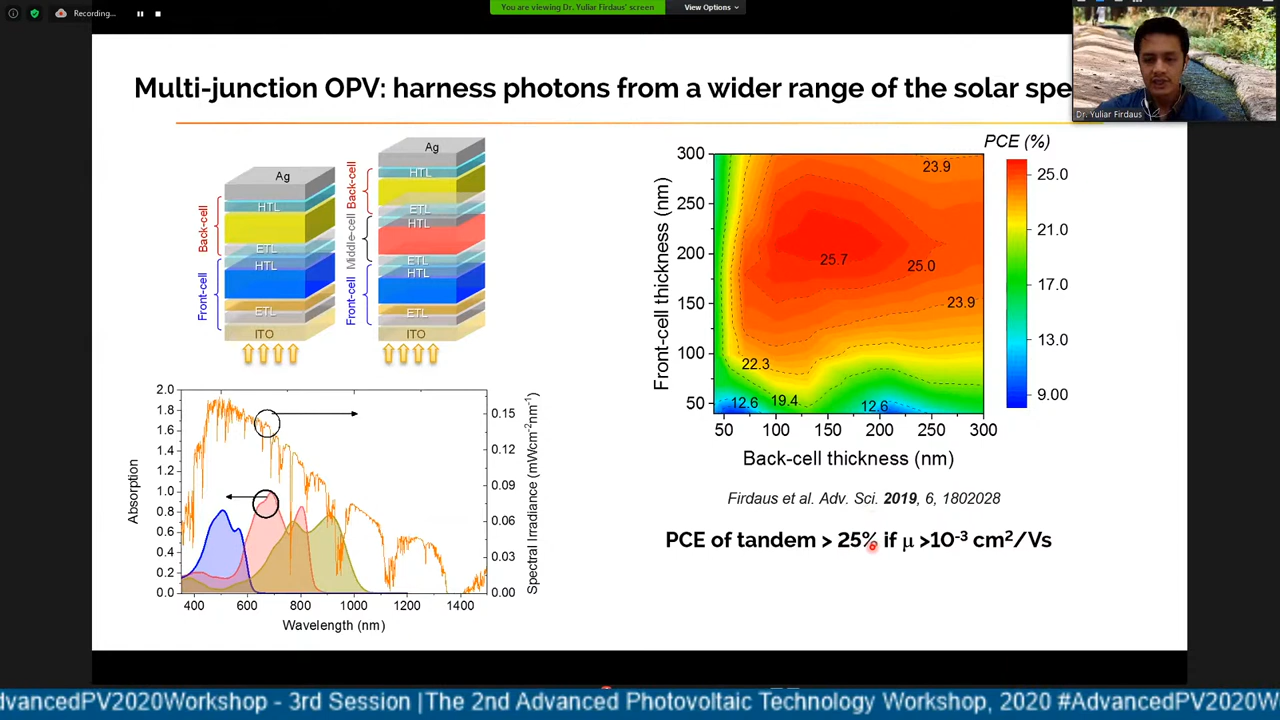 Recording...
You are viewing Dr. Yuliar Firdaus' screen
View Options
Multi-junction OPV: harness photons from a wider range of the solar spe
Dr. Yuliar Firdaus
Ag
HTL
ETL
HTL
ETL
ITO
Back-cell
Front-cell
Ag
HTL
ETL
HTL
ETL
HTL
ETL
ITO
Back-cell
Middle-cell
Front-cell
PCE (%)
25.0
21.0
17.0
13.0
9.00
Front-cell thickness (nm)
300
250
200
150
100
50
23.9
25.7
25.0
23.9
22.3
12.6
19.4
12.6
50 100 150 200 250 300
Back-cell thickness (nm)
Absorption
2.0
1.8
1.6
1.4
1.2
1.0
0.8
0.6
0.4
0.2
0.0
0.15
0.12
0.09
0.06
0.03
0.00
Spectral Irradiance (mWcm⁻²nm⁻¹)
400 600 800 1000 1200 1400
Wavelength (nm)
Firdaus et al. Adv. Sci. 2019, 6, 1802028
PCE of tandem > 25% if μ >10⁻³ cm²/Vs
AdvancedPV2020Workshop - 3rd Session |The 2nd Advanced Photovoltaic Technology Workshop, 2020 #AdvancedPV2020W